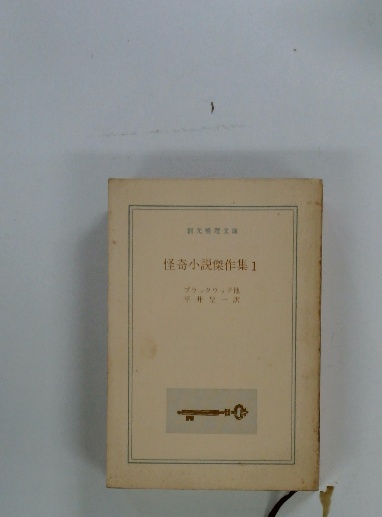 創元推理文庫
怪奇小説傑作集1
ブラックウッド他
平井呈一訳